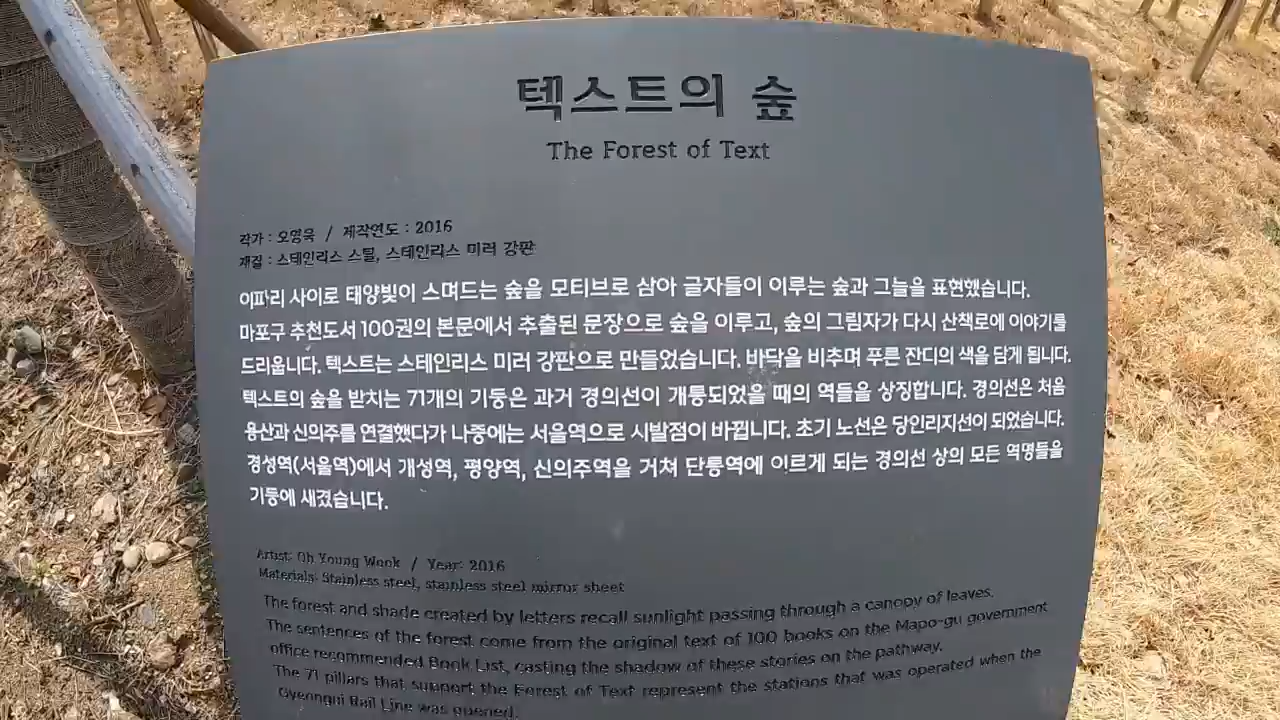 텍스트의 숲
The Forest of Text
작가 : 오영욱 / 제작연도 : 2016
재질 : 스테인리스 스틸, 스테인리스 미러 강판
이파리 사이로 태양빛이 스며드는 숲을 모티브로 삼아 글자들이 이루는 숲과 그늘을 표현했습니다.
마포구 추천도서 100권의 본문에서 추출된 문장으로 숲을 이루고, 숲의 그림자가 다시 산책로에 이야기를
드리웁니다. 텍스트는 스테인리스 미러 강판으로 만들었습니다. 바닥을 비추며 푸른 잔디의 색을 담게 됩니다.
텍스트의 숲을 받치는 71개의 기둥은 과거 경의선이 개통되었을 때의 역들을 상징합니다. 경의선은 처음
용산과 신의주를 연결했다가 나중에는 서울역으로 시발점이 바뀝니다. 초기 노선은 당인리지선이 되었습니다.
경성역(서울역)에서 개성역, 평양역, 신의주역을 거쳐 단둥역에 이르게 되는 경의선 상의 모든 역명들을
기둥에 새겼습니다.
Artist: Oh Young Wook / Year: 2016
Materials: Stainless steel, stainless steel mirror sheet
The forest and shade created by letters recall sunlight passing through a canopy of leaves.
The sentences of the forest come from the original text of 100 books on the Mapo-gu government
office recommended Book List, casting the shadow of these stories on the pathway.
The 71 pillars that support the Forest of Text represent the stations that was operated when the
Gyeongui Rail Line was opened.